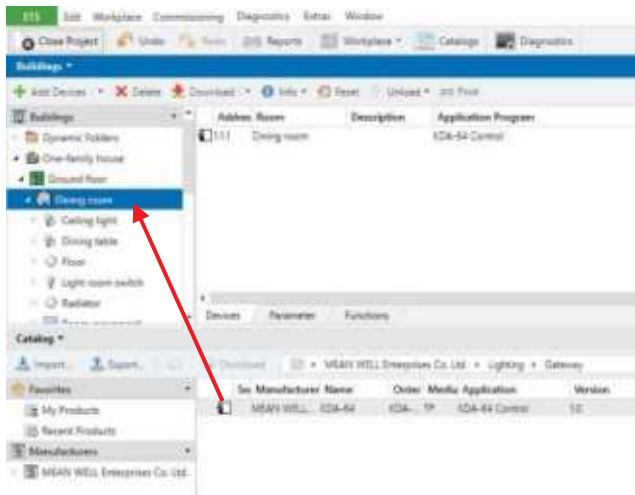 ETS Edit Workplace Commissioning Diagnostics Extras Window
Close Project Undo Redo Reports Workplace Catalogs Diagnostics
Buildings
Add Devices Delete Download Info Reset Unload Print
Buildings
Address Room Description Application Program
Dynamic Folders
1.1.1 Dining room KDA-64 Control
One-family house
Ground floor
Dining room
Ceiling light
Dining table
Floor
Light room switch
Radiator
Devices Parameter Functions
Catalog
Import... Export... Download MEAN WELL Enterprises Co. Ltd. Lighting Gateway
Favorites
Se Manufacturer Name Order Media Application Version
My Products
MEAN WELL... KDA-64 KDA-... TP KDA-64 Control 1.0
Recent Products
Manufacturers
MEAN WELL Enterprises Co. Ltd.